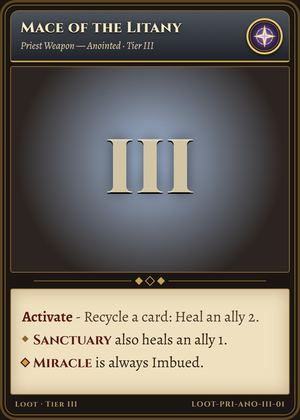 Mace of the Litany
Priest Weapon — Anointed · Tier III
III
Activate - Recycle a card: Heal an ally 2.
Sanctuary also heals an ally 1.
Miracle is always Imbued.
Loot · Tier III
LOOT-PRI-ANO-III-01